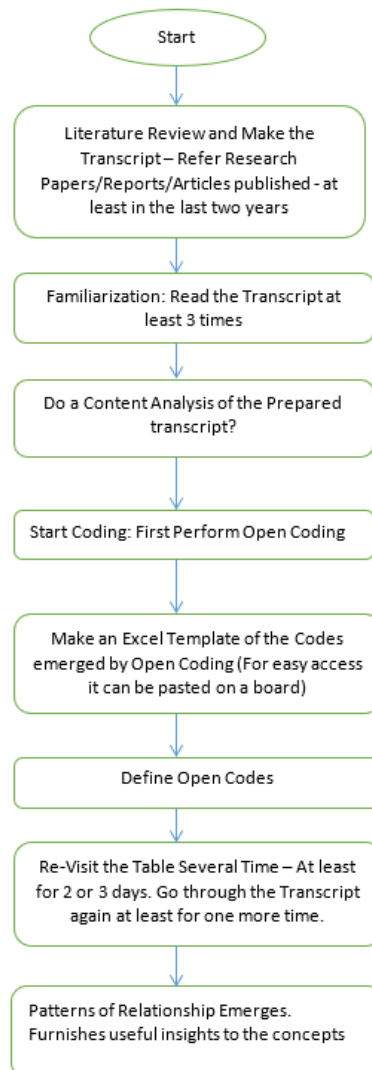 Start
Literature Review and Make the
Transcript – Refer Research
Papers/Reports/Articles published - at
least in the last two years
Familiarization: Read the Transcript at
least 3 times
Do a Content Analysis of the Prepared
transcript?
Start Coding: First Perform Open Coding
Make an Excel Template of the Codes
emerged by Open Coding (For easy access
it can be pasted on a board)
Define Open Codes
Re-Visit the Table Several Time – At least
for 2 or 3 days. Go through the Transcript
again at least for one more time.
Patterns of Relationship Emerges.
Furnishes useful insights to the concepts